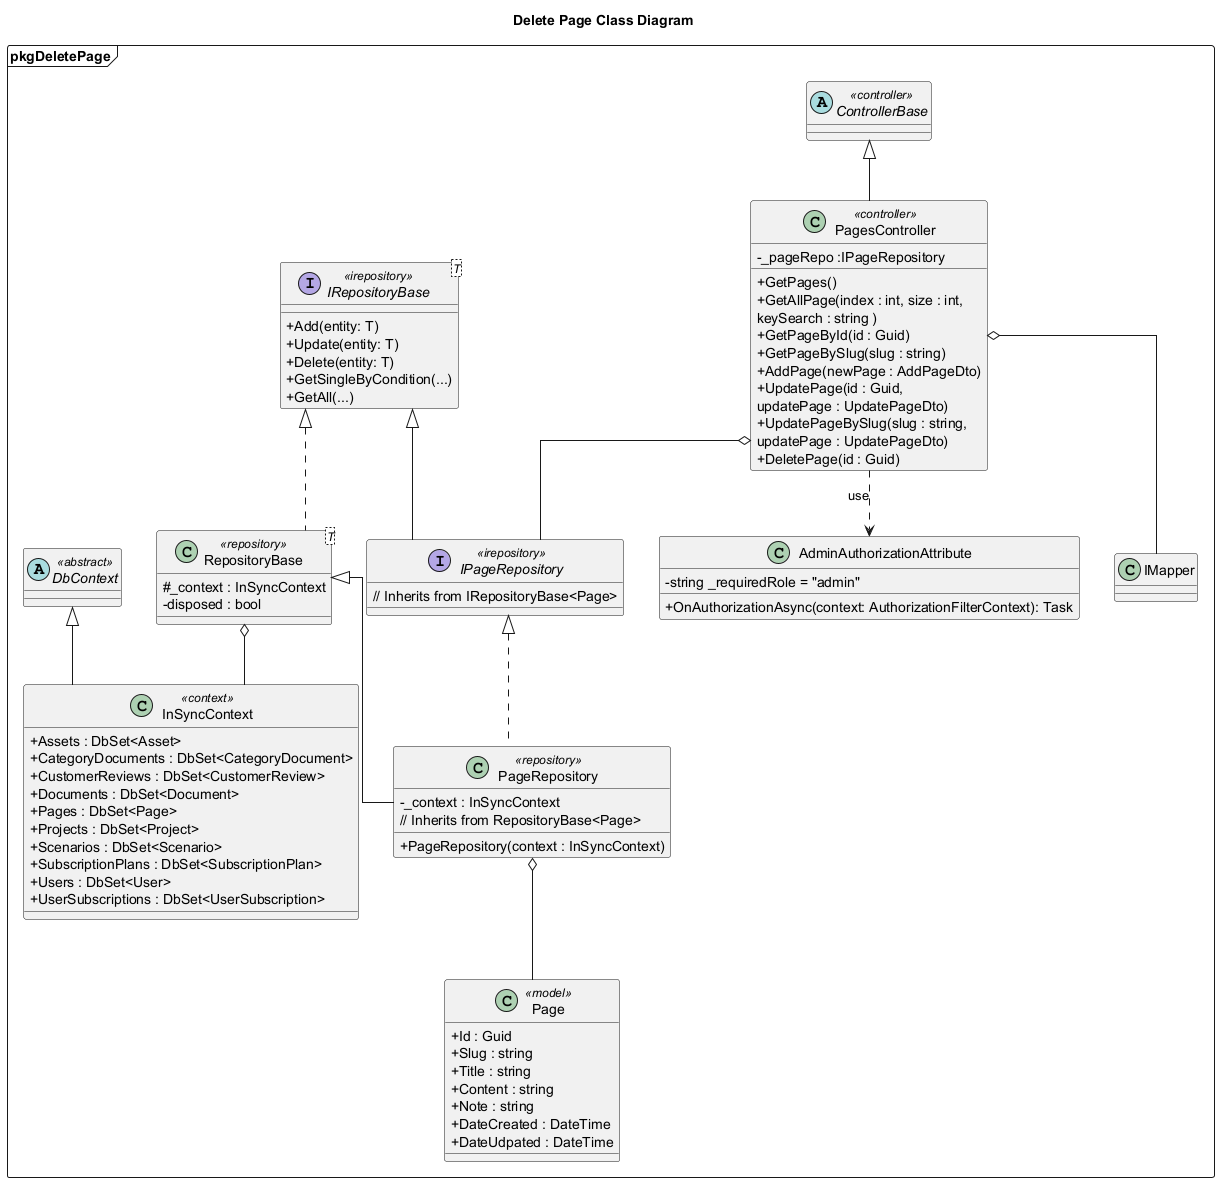 Delete Page Class Diagram
pkgDeletePage
A
«controller»
ControllerBase
C
«controller»
PagesController
-_pageRepo :IPageRepository
+GetPages()
+GetAllPage(index : int, size : int,
keySearch : string )
+GetPageById(id : Guid)
+GetPageBySlug(slug : string)
+AddPage(newPage : AddPageDto)
+UpdatePage(id : Guid,
updatePage : UpdatePageDto)
+UpdatePageBySlug(slug : string,
updatePage : UpdatePageDto)
+DeletePage(id : Guid)
I
«irepository»
IRepositoryBase
T
+Add(entity: T)
+Update(entity: T)
+Delete(entity: T)
+GetSingleByCondition(...)
+GetAll(...)
use
A
«abstract»
DbContext
C
«repository»
RepositoryBase
T
#_context : InSyncContext
-disposed : bool
I
«irepository»
IPageRepository
// Inherits from IRepositoryBase<Page>
C
AdminAuthorizationAttribute
-string _requiredRole = "admin"
+OnAuthorizationAsync(context: AuthorizationFilterContext): Task
C
IMapper
C
«context»
InSyncContext
+Assets : DbSet<Asset>
+CategoryDocuments : DbSet<CategoryDocument>
+CustomerReviews : DbSet<CustomerReview>
+Documents : DbSet<Document>
+Pages : DbSet<Page>
+Projects : DbSet<Project>
+Scenarios : DbSet<Scenario>
+SubscriptionPlans : DbSet<SubscriptionPlan>
+Users : DbSet<User>
+UserSubscriptions : DbSet<UserSubscription>
C
«repository»
PageRepository
-_context : InSyncContext
// Inherits from RepositoryBase<Page>
+PageRepository(context : InSyncContext)
C
«model»
Page
+Id : Guid
+Slug : string
+Title : string
+Content : string
+Note : string
+DateCreated : DateTime
+DateUdpated : DateTime